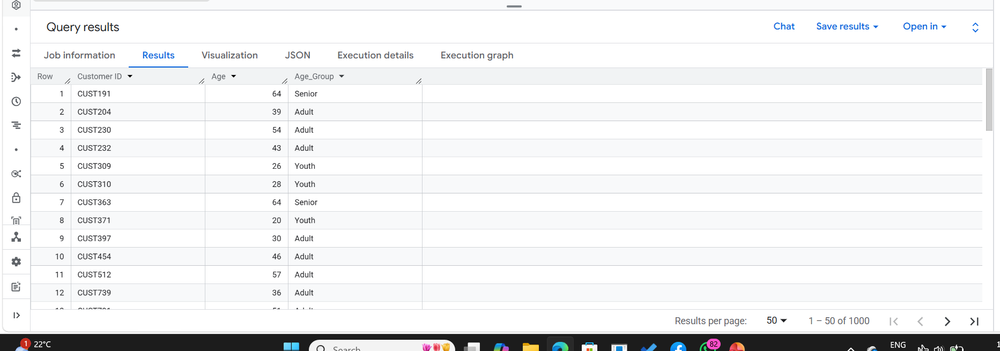 Query results Chat Save results Open in
Job information Results Visualization JSON Execution details Execution graph
Row Customer ID Age Age_Group
1 CUST191 64 Senior
2 CUST204 39 Adult
3 CUST230 54 Adult
4 CUST232 43 Adult
5 CUST309 26 Youth
6 CUST310 28 Youth
7 CUST363 64 Senior
8 CUST371 20 Youth
9 CUST397 30 Adult
10 CUST454 46 Adult
11 CUST512 57 Adult
12 CUST739 36 Adult
Results per page: 50 1 – 50 of 1000
1 22°C Search 82 ENG